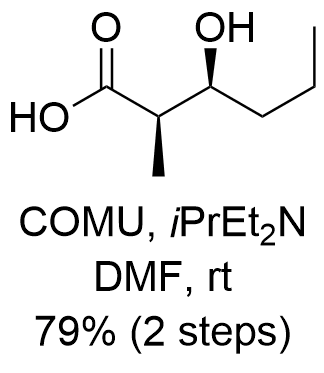 O OH
HO
COMU, iPrEt₂N
DMF, rt
79% (2 steps)